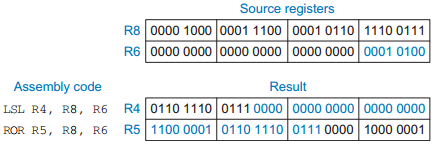 Source registers
R8 0000 1000 0001 1100 0001 0110 1110 0111
R6 0000 0000 0000 0000 0000 0000 0001 0100
Assembly code Result
LSL R4, R8, R6 R4 0110 1110 0111 0000 0000 0000 0000 0000
ROR R5, R8, R6 R5 1100 0001 0110 1110 0111 0000 1000 0001